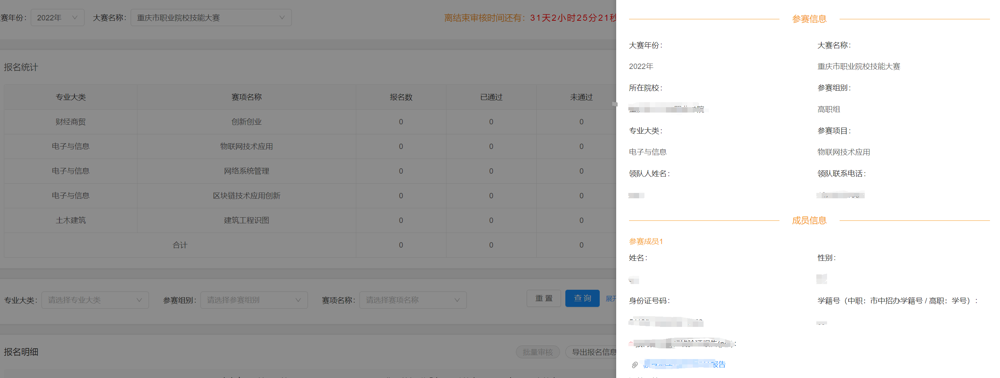 赛年份： 2022年 大赛名称： 重庆市职业院校技能大赛 离结束审核时间还有： 31天2小时25分21秒
报名统计
专业大类 赛项名称 报名数 已通过 未通过
财经商贸 创新创业 0 0 0
电子与信息 物联网技术应用 0 0 0
电子与信息 网络系统管理 0 0 0
电子与信息 区块链技术应用创新 0 0 0
土木建筑 建筑工程识图 0 0 0
合计 0 0 0
专业大类： 请选择专业大类 参赛组别： 请选择参赛组别 赛项名称： 请选择赛项名称 重 置 查 询 展开
报名明细 批量审核 导出报名信息
参赛信息
大赛年份： 大赛名称：
2022年 重庆市职业院校技能大赛
所在院校： 参赛组别：
高职组
专业大类： 参赛项目：
电子与信息 物联网技术应用
领队人姓名： 领队联系电话：
成员信息
参赛成员1
姓名： 性别：
身份证号码： 学籍号（中职：市中招办学籍号 / 高职：学号）：
报告